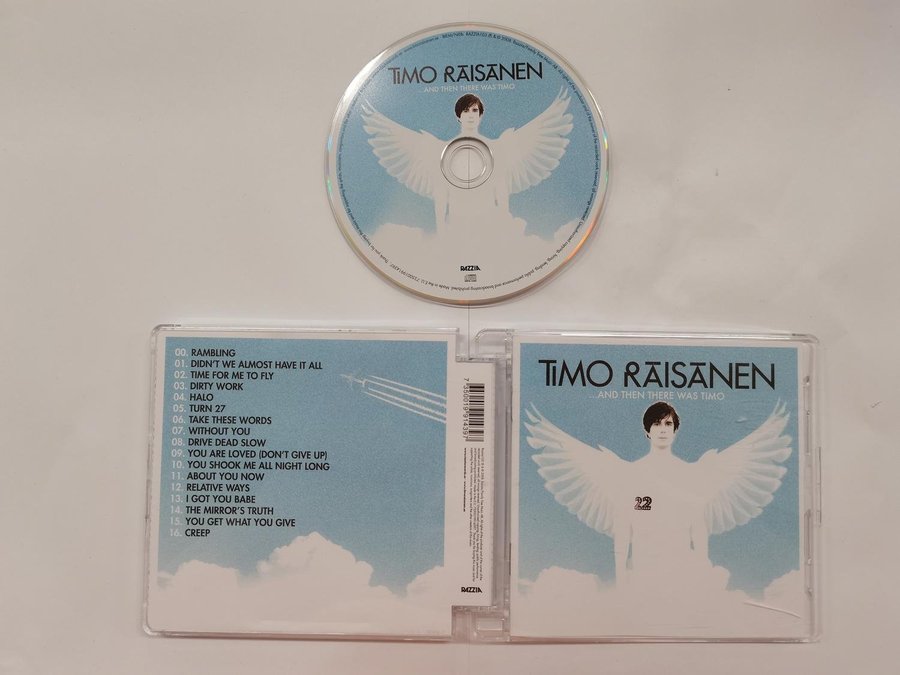 TIMO RÄISÄNEN
...AND THEN THERE WAS TIMO
RAZZIA
00. RAMBLING
01. DIDN'T WE ALMOST HAVE IT ALL
02. TIME FOR ME TO FLY
03. DIRTY WORK
04. HALO
05. TURN 27
06. TAKE THESE WORDS
07. WITHOUT YOU
08. DRIVE DEAD SLOW
09. YOU ARE LOVED (DON'T GIVE UP)
10. YOU SHOOK ME ALL NIGHT LONG
11. ABOUT YOU NOW
12. RELATIVE WAYS
13. I GOT YOU BABE
14. THE MIRROR'S TRUTH
15. YOU GET WHAT YOU GIVE
16. CREEP
7350019914397
RAZZIA
TIMO RÄISÄNEN
...AND THEN THERE WAS TIMO
22